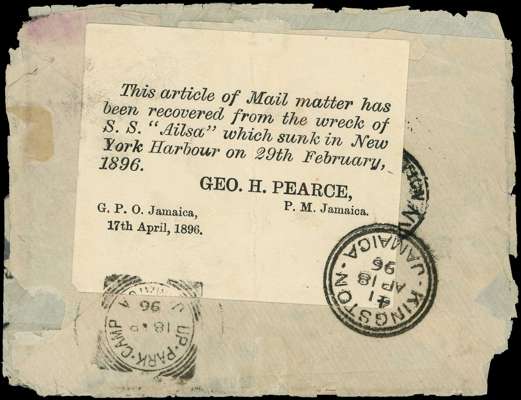 This article of Mail matter has
been recovered from the wreck of
S. S. "Ailsa" which sunk in New
York Harbour on 29th February,
1896.
GEO. H. PEARCE,
G. P. O. Jamaica,
P. M. Jamaica.
17th April, 1896.
KINGSTON
41
AP 18
96
JAMAICA
UP-PARK-CAMP
18
96